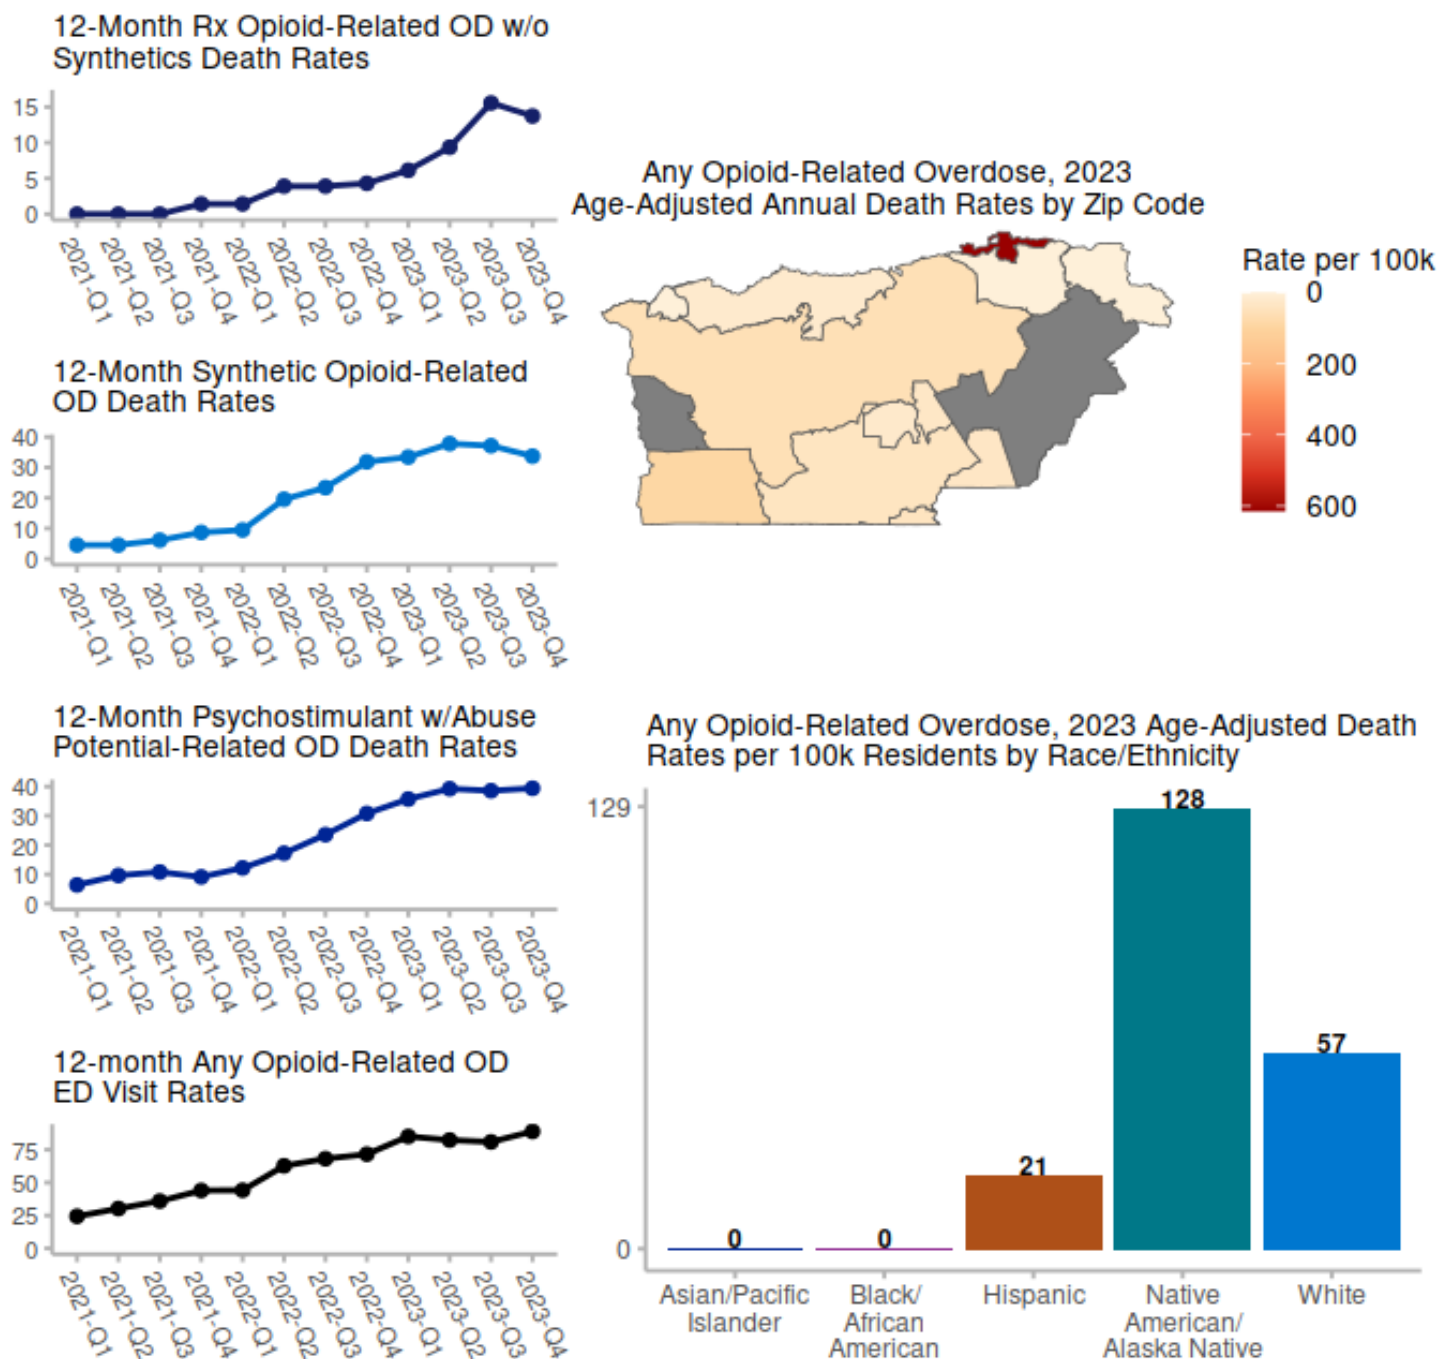 12-Month Rx Opioid-Related OD w/o
Synthetics Death Rates
15
10
5
0
2021-Q1
2021-Q2
2021-Q3
2021-Q4
2022-Q1
2022-Q2
2022-Q3
2022-Q4
2023-Q1
2023-Q2
2023-Q3
2023-Q4
12-Month Synthetic Opioid-Related
OD Death Rates
40
30
20
10
0
2021-Q1
2021-Q2
2021-Q3
2021-Q4
2022-Q1
2022-Q2
2022-Q3
2022-Q4
2023-Q1
2023-Q2
2023-Q3
2023-Q4
12-Month Psychostimulant w/Abuse
Potential-Related OD Death Rates
40
30
20
10
0
2021-Q1
2021-Q2
2021-Q3
2021-Q4
2022-Q1
2022-Q2
2022-Q3
2022-Q4
2023-Q1
2023-Q2
2023-Q3
2023-Q4
12-month Any Opioid-Related OD
ED Visit Rates
75
50
25
0
2021-Q1
2021-Q2
2021-Q3
2021-Q4
2022-Q1
2022-Q2
2022-Q3
2022-Q4
2023-Q1
2023-Q2
2023-Q3
2023-Q4
Any Opioid-Related Overdose, 2023
Age-Adjusted Annual Death Rates by Zip Code
Rate per 100k
0
200
400
600
Any Opioid-Related Overdose, 2023 Age-Adjusted Death
Rates per 100k Residents by Race/Ethnicity
129
0
0
0
21
128
57
Asian/Pacific
Islander
Black/
African
American
Hispanic
Native
American/
Alaska Native
White